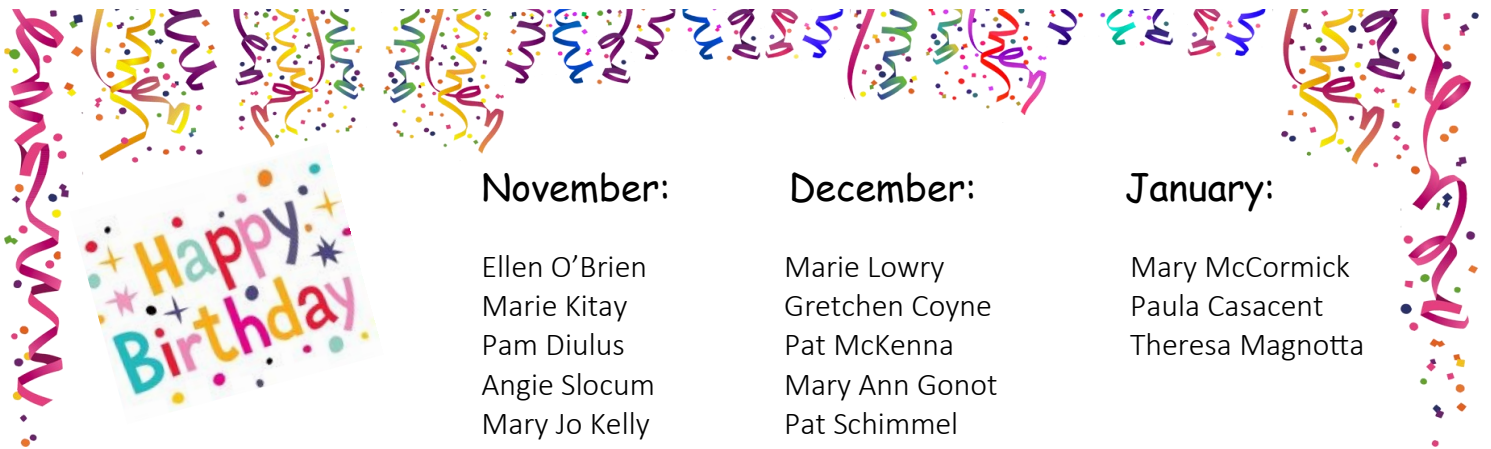 Happy
Birthday
November:
Ellen O’Brien
Marie Kitay
Pam Diulus
Angie Slocum
Mary Jo Kelly
December:
Marie Lowry
Gretchen Coyne
Pat McKenna
Mary Ann Gonot
Pat Schimmel
January:
Mary McCormick
Paula Casacent
Theresa Magnotta